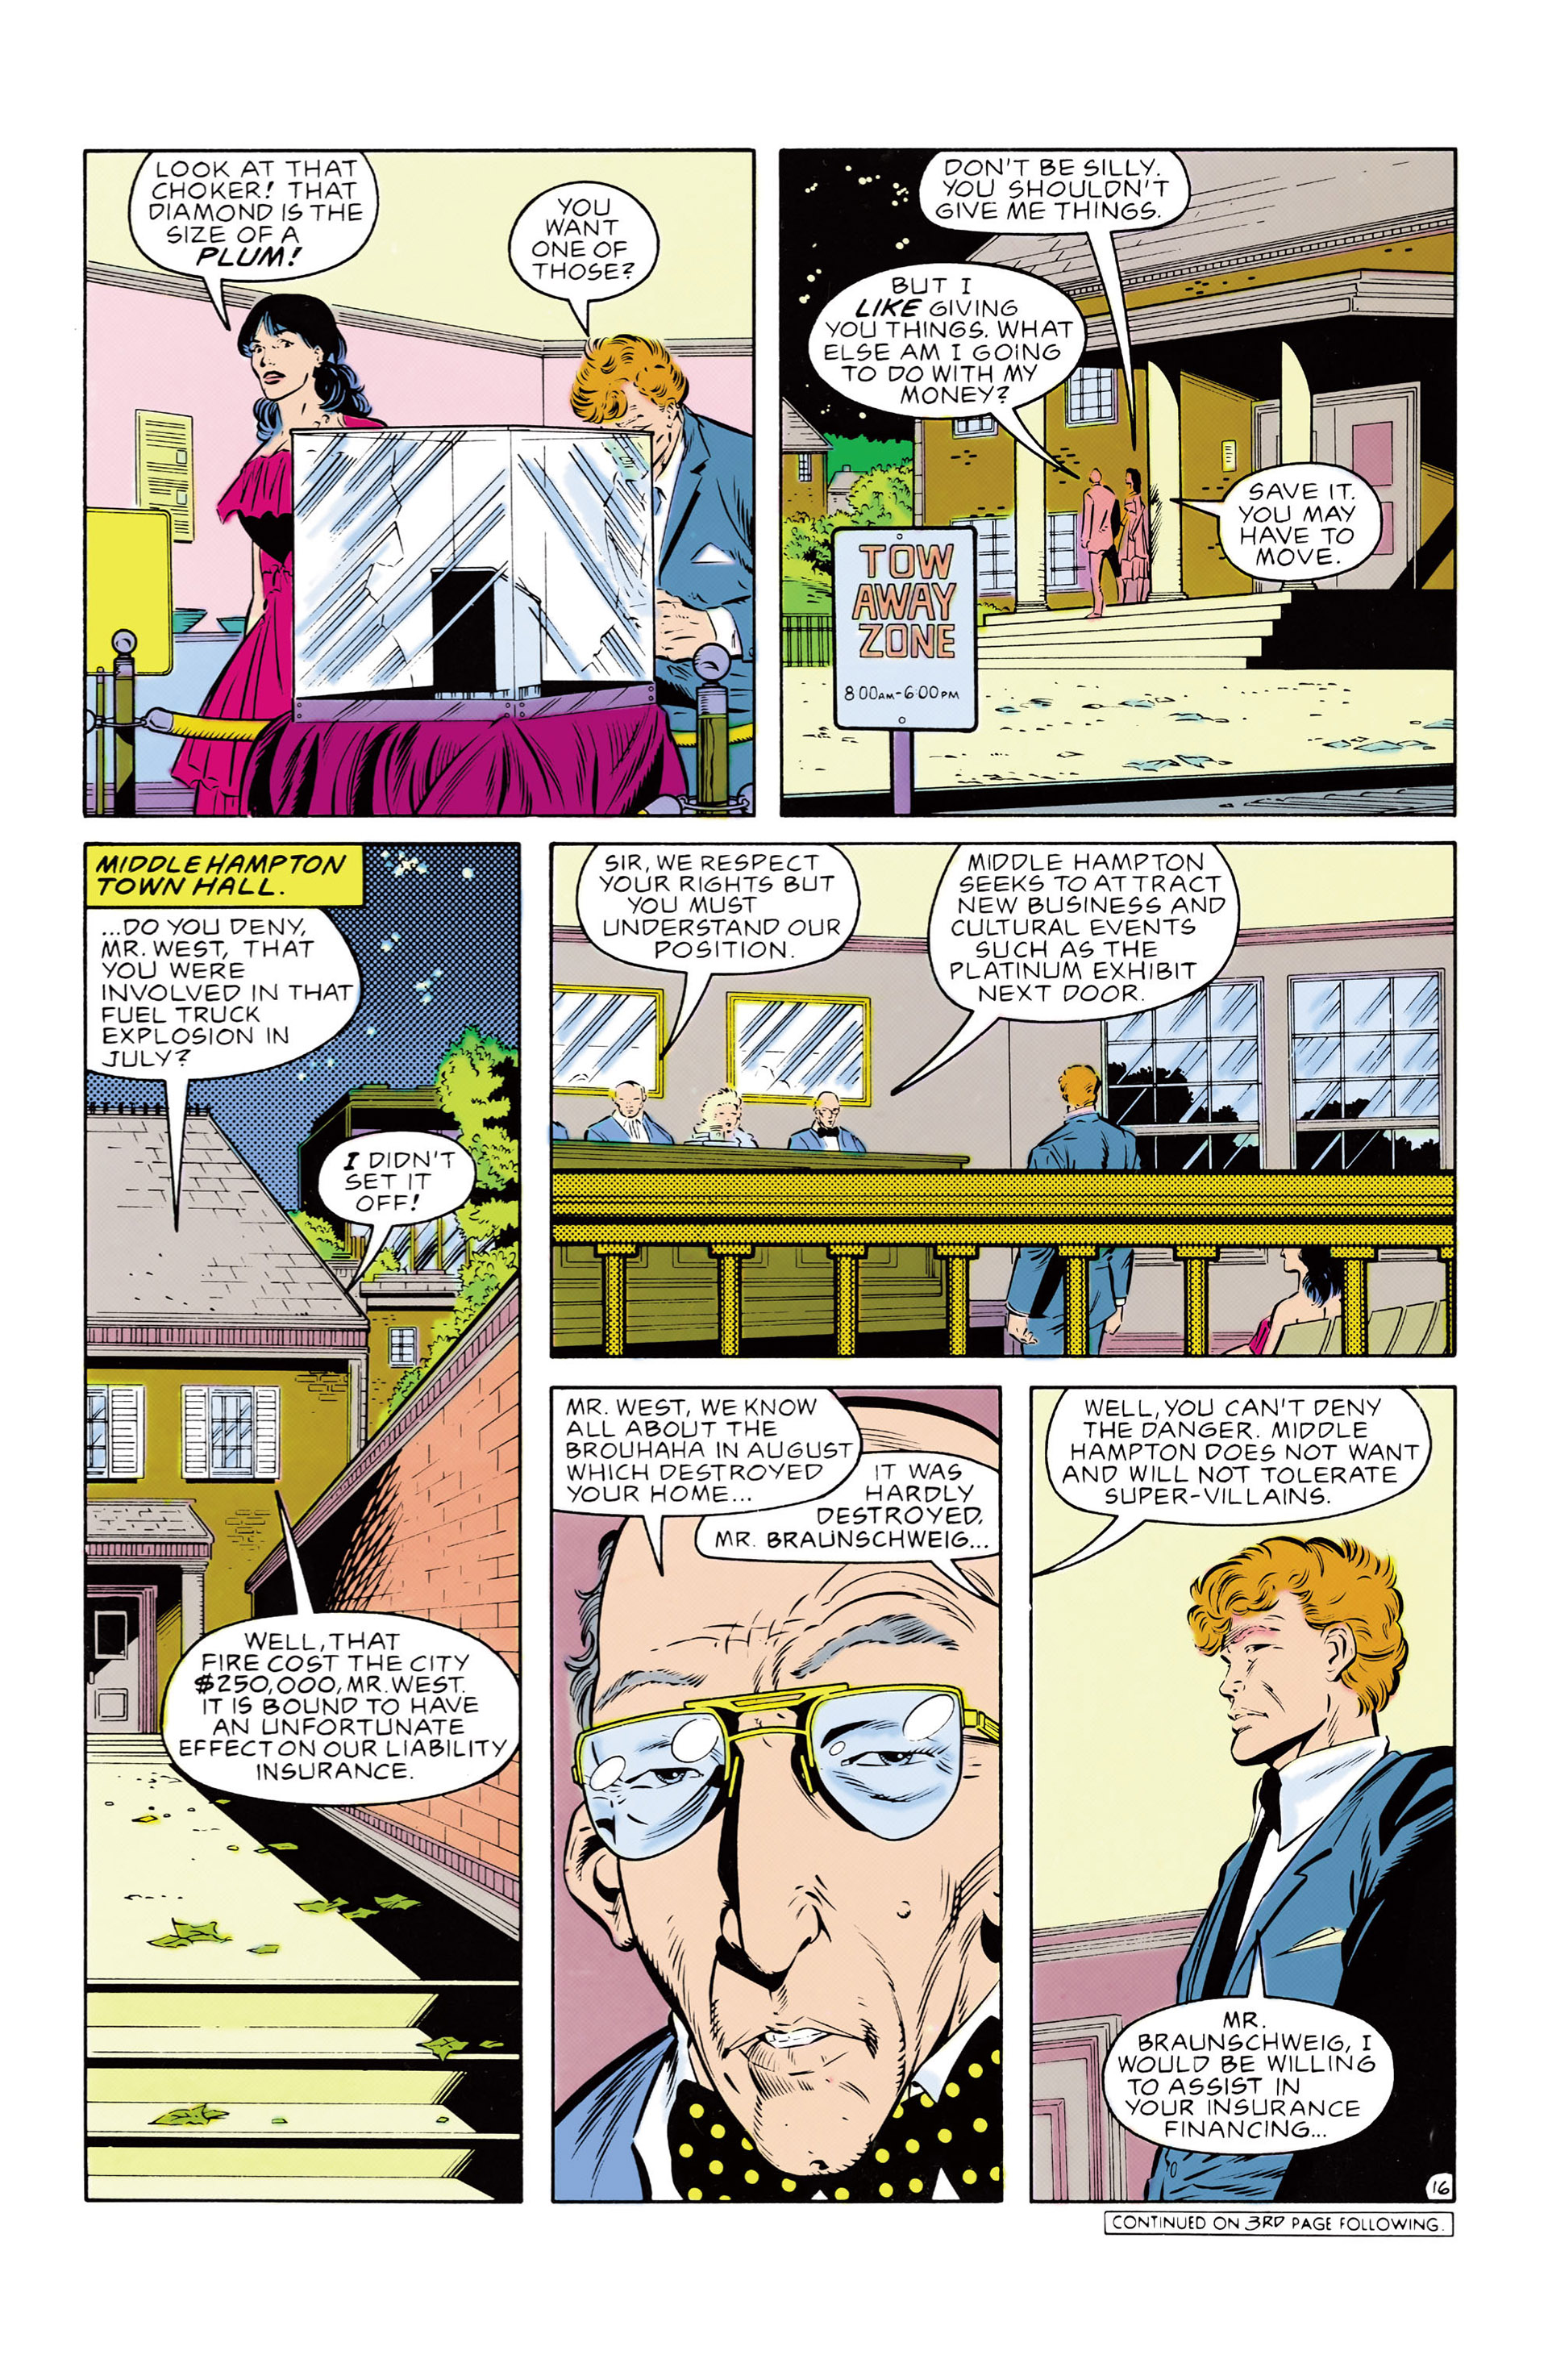 LOOK AT THAT
CHOKER! THAT
DIAMOND IS THE
SIZE OF A
PLUM!
YOU
WANT
ONE OF
THOSE?
DON'T BE SILLY.
YOU SHOULDN'T
GIVE ME THINGS.
BUT I
LIKE GIVING
YOU THINGS. WHAT
ELSE AM I GOING
TO DO WITH MY
MONEY?
SAVE IT.
YOU MAY
HAVE TO
MOVE.
TOW
AWAY
ZONE
8:00AM-6:00PM
MIDDLE HAMPTON
TOWN HALL.
...DO YOU DENY,
MR. WEST, THAT
YOU WERE
INVOLVED IN THAT
FUEL TRUCK
EXPLOSION IN
JULY?
I DIDN'T
SET IT
OFF!
WELL, THAT
FIRE COST THE CITY
$250,000, MR. WEST.
IT IS BOUND TO HAVE
AN UNFORTUNATE
EFFECT ON OUR LIABILITY
INSURANCE.
SIR, WE RESPECT
YOUR RIGHTS BUT
YOU MUST
UNDERSTAND OUR
POSITION.
MIDDLE HAMPTON
SEEKS TO ATTRACT
NEW BUSINESS AND
CULTURAL EVENTS
SUCH AS THE
PLATINUM EXHIBIT
NEXT DOOR.
MR. WEST, WE KNOW
ALL ABOUT THE
BROUHAHA IN AUGUST
WHICH DESTROYED
YOUR HOME...
IT WAS
HARDLY
DESTROYED,
MR. BRAUNSCHWEIG...
WELL, YOU CAN'T DENY
THE DANGER. MIDDLE
HAMPTON DOES NOT WANT
AND WILL NOT TOLERATE
SUPER-VILLAINS.
MR.
BRAUNSCHWEIG, I
WOULD BE WILLING
TO ASSIST IN
YOUR INSURANCE
FINANCING...
16
CONTINUED ON 3RD PAGE FOLLOWING.